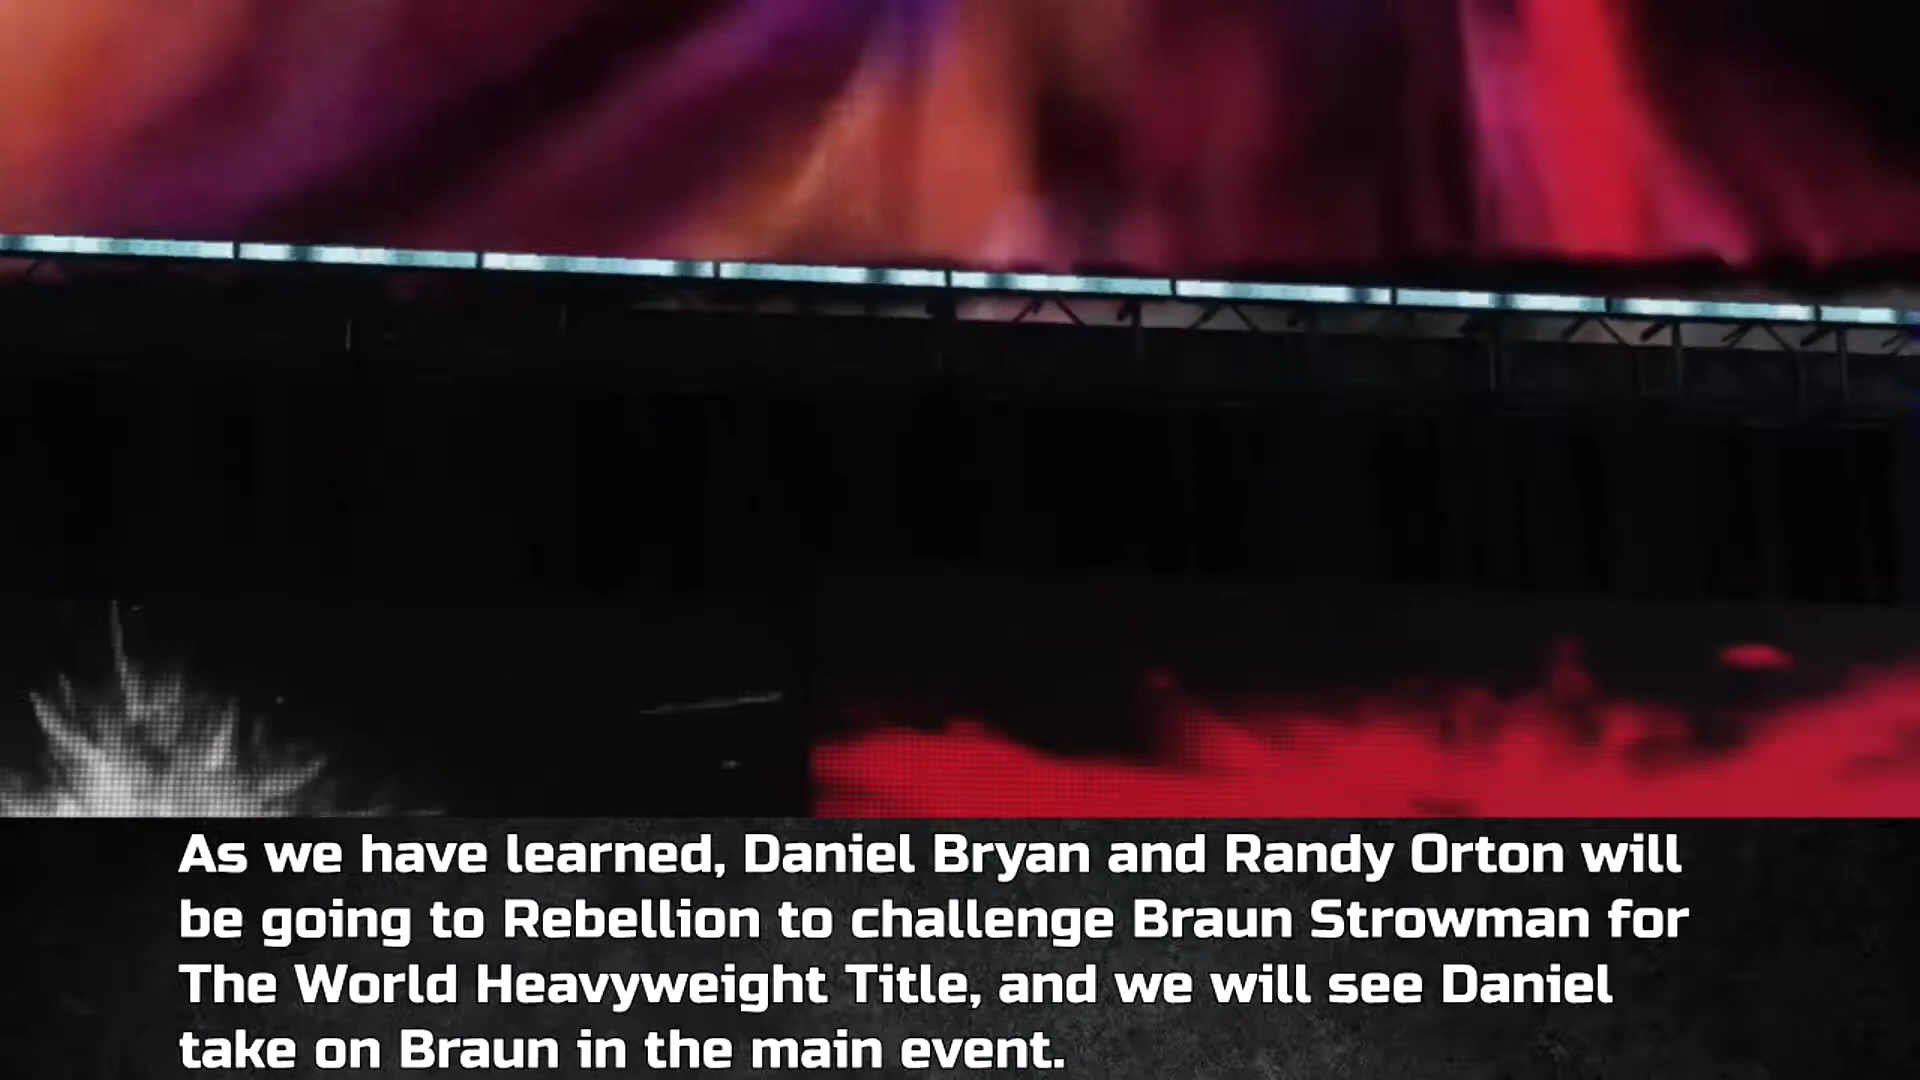 As we have learned, Daniel Bryan and Randy Orton will
be going to Rebellion to challenge Braun Strowman for
The World Heavyweight Title, and we will see Daniel
take on Braun in the main event.